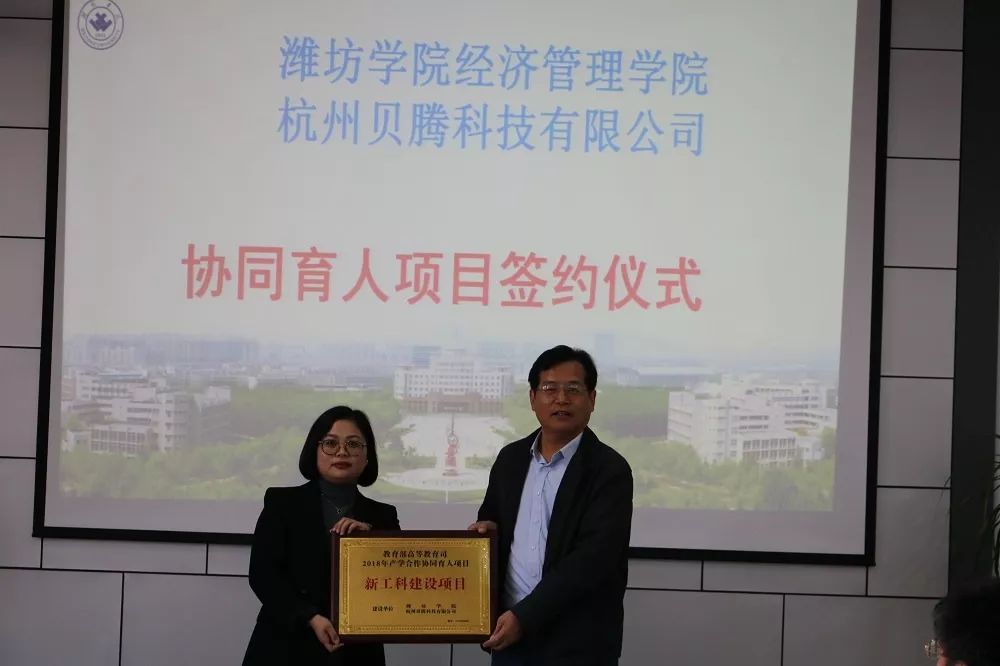 潍坊学院经济管理学院
杭州贝腾科技有限公司
协同育人项目签约仪式
教育部高等教育司
2018年产学合作协同育人项目
新工科建设项目
建设单位
潍坊学院
杭州贝腾科技有限公司